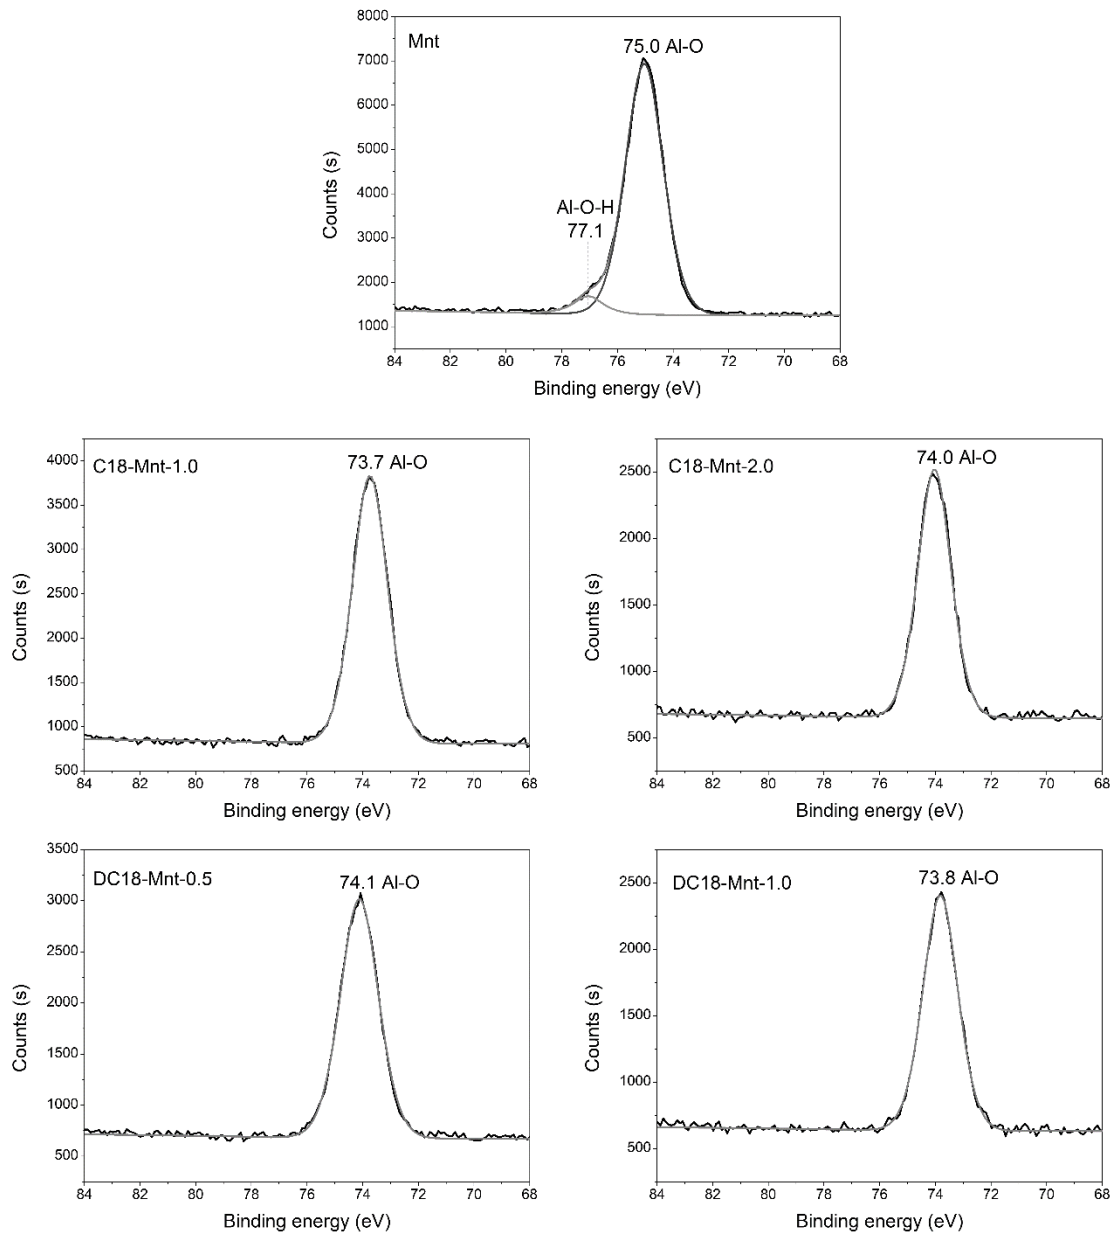 Mnt
75.0 Al-O
Al-O-H
77.1
8000
7000
6000
5000
4000
3000
2000
1000
Counts (s)
84 82 80 78 76 74 72 70 68
Binding energy (eV)
C18-Mnt-1.0
73.7 Al-O
4000
3500
3000
2500
2000
1500
1000
500
Counts (s)
84 82 80 78 76 74 72 70 68
Binding energy (eV)
C18-Mnt-2.0
74.0 Al-O
2500
2000
1500
1000
500
Counts (s)
84 82 80 78 76 74 72 70 68
Binding energy (eV)
DC18-Mnt-0.5
74.1 Al-O
3500
3000
2500
2000
1500
1000
500
Counts (s)
84 82 80 78 76 74 72 70 68
Binding energy (eV)
DC18-Mnt-1.0
73.8 Al-O
2500
2000
1500
1000
500
Counts (s)
84 82 80 78 76 74 72 70 68
Binding energy (eV)